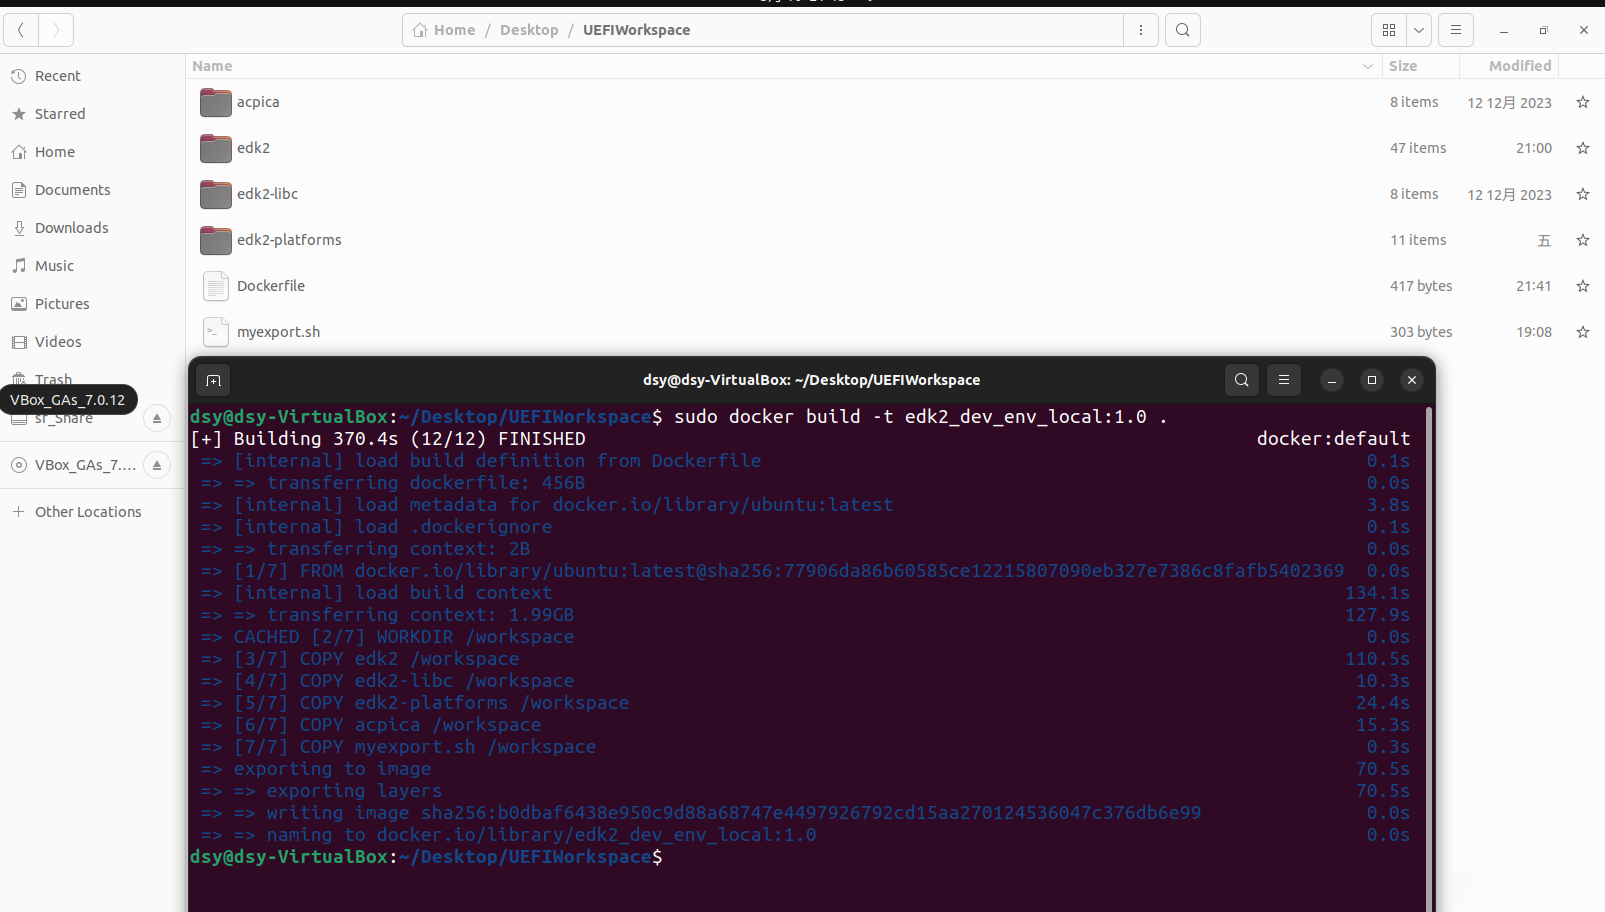 Home / Desktop / UEFIWorkspace
Name Size Modified
Recent
Starred
Home
Documents
Downloads
Music
Pictures
Videos
Trash
VBox_GAs_7.0.12
sf_Share
VBox_GAs_7....
Other Locations
acpica 8 items 12 12月 2023
edk2 47 items 21:00
edk2-libc 8 items 12 12月 2023
edk2-platforms 11 items 五
Dockerfile 417 bytes 21:41
myexport.sh 303 bytes 19:08
dsy@dsy-VirtualBox: ~/Desktop/UEFIWorkspace
dsy@dsy-VirtualBox:~/Desktop/UEFIWorkspace$ sudo docker build -t edk2_dev_env_local:1.0 .
[+] Building 370.4s (12/12) FINISHED docker:default
=> [internal] load build definition from Dockerfile 0.1s
=> => transferring dockerfile: 456B 0.0s
=> [internal] load metadata for docker.io/library/ubuntu:latest 3.8s
=> [internal] load .dockerignore 0.1s
=> => transferring context: 2B 0.0s
=> [1/7] FROM docker.io/library/ubuntu:latest@sha256:77906da86b60585ce12215807090eb327e7386c8fafb5402369 0.0s
=> [internal] load build context 134.1s
=> => transferring context: 1.99GB 127.9s
=> CACHED [2/7] WORKDIR /workspace 0.0s
=> [3/7] COPY edk2 /workspace 110.5s
=> [4/7] COPY edk2-libc /workspace 10.3s
=> [5/7] COPY edk2-platforms /workspace 24.4s
=> [6/7] COPY acpica /workspace 15.3s
=> [7/7] COPY myexport.sh /workspace 0.3s
=> exporting to image 70.5s
=> => exporting layers 70.5s
=> => writing image sha256:b0dbaf6438e950c9d88a68747e4497926792cd15aa270124536047c376db6e99 0.0s
=> => naming to docker.io/library/edk2_dev_env_local:1.0 0.0s
dsy@dsy-VirtualBox:~/Desktop/UEFIWorkspace$